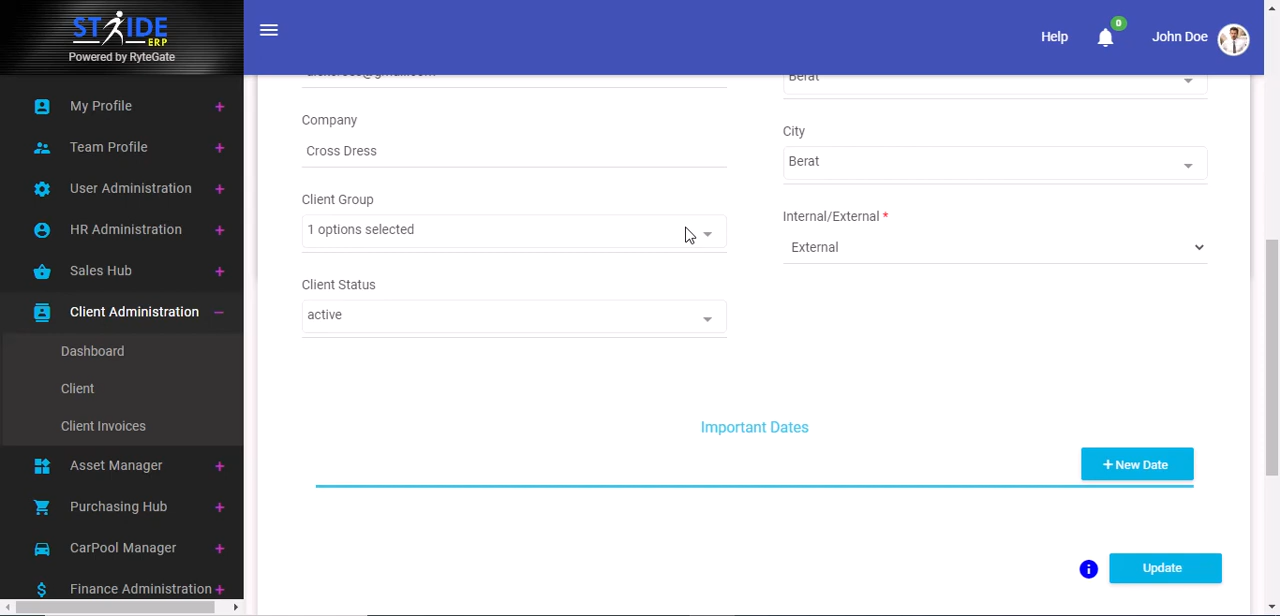 STRIDE
ERP
Powered by RyteGate
Help
0
John Doe
My Profile
Team Profile
User Administration
HR Administration
Sales Hub
Client Administration
Dashboard
Client
Client Invoices
Asset Manager
Purchasing Hub
CarPool Manager
Finance Administration
Berat
Company
Cross Dress
City
Berat
Client Group
1 options selected
Internal/External *
External
Client Status
active
Important Dates
+ New Date
i
Update